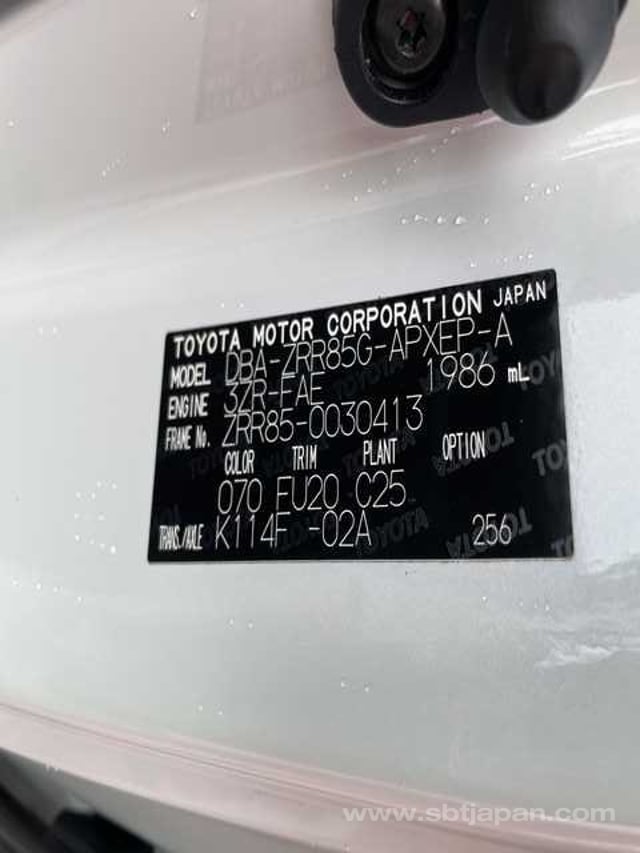 TOYOTA MOTOR CORPORATION JAPAN
MODEL DBA-ZRR85G-APXEP-A
ENGINE 3ZR-FAE 1986 mL
FRAME No. ZRR85-0030413
COLOR TRIM PLANT OPTION
070 FU20 C25
TRANS./AXLE K114F -02A 256
www.sbtjapan.com